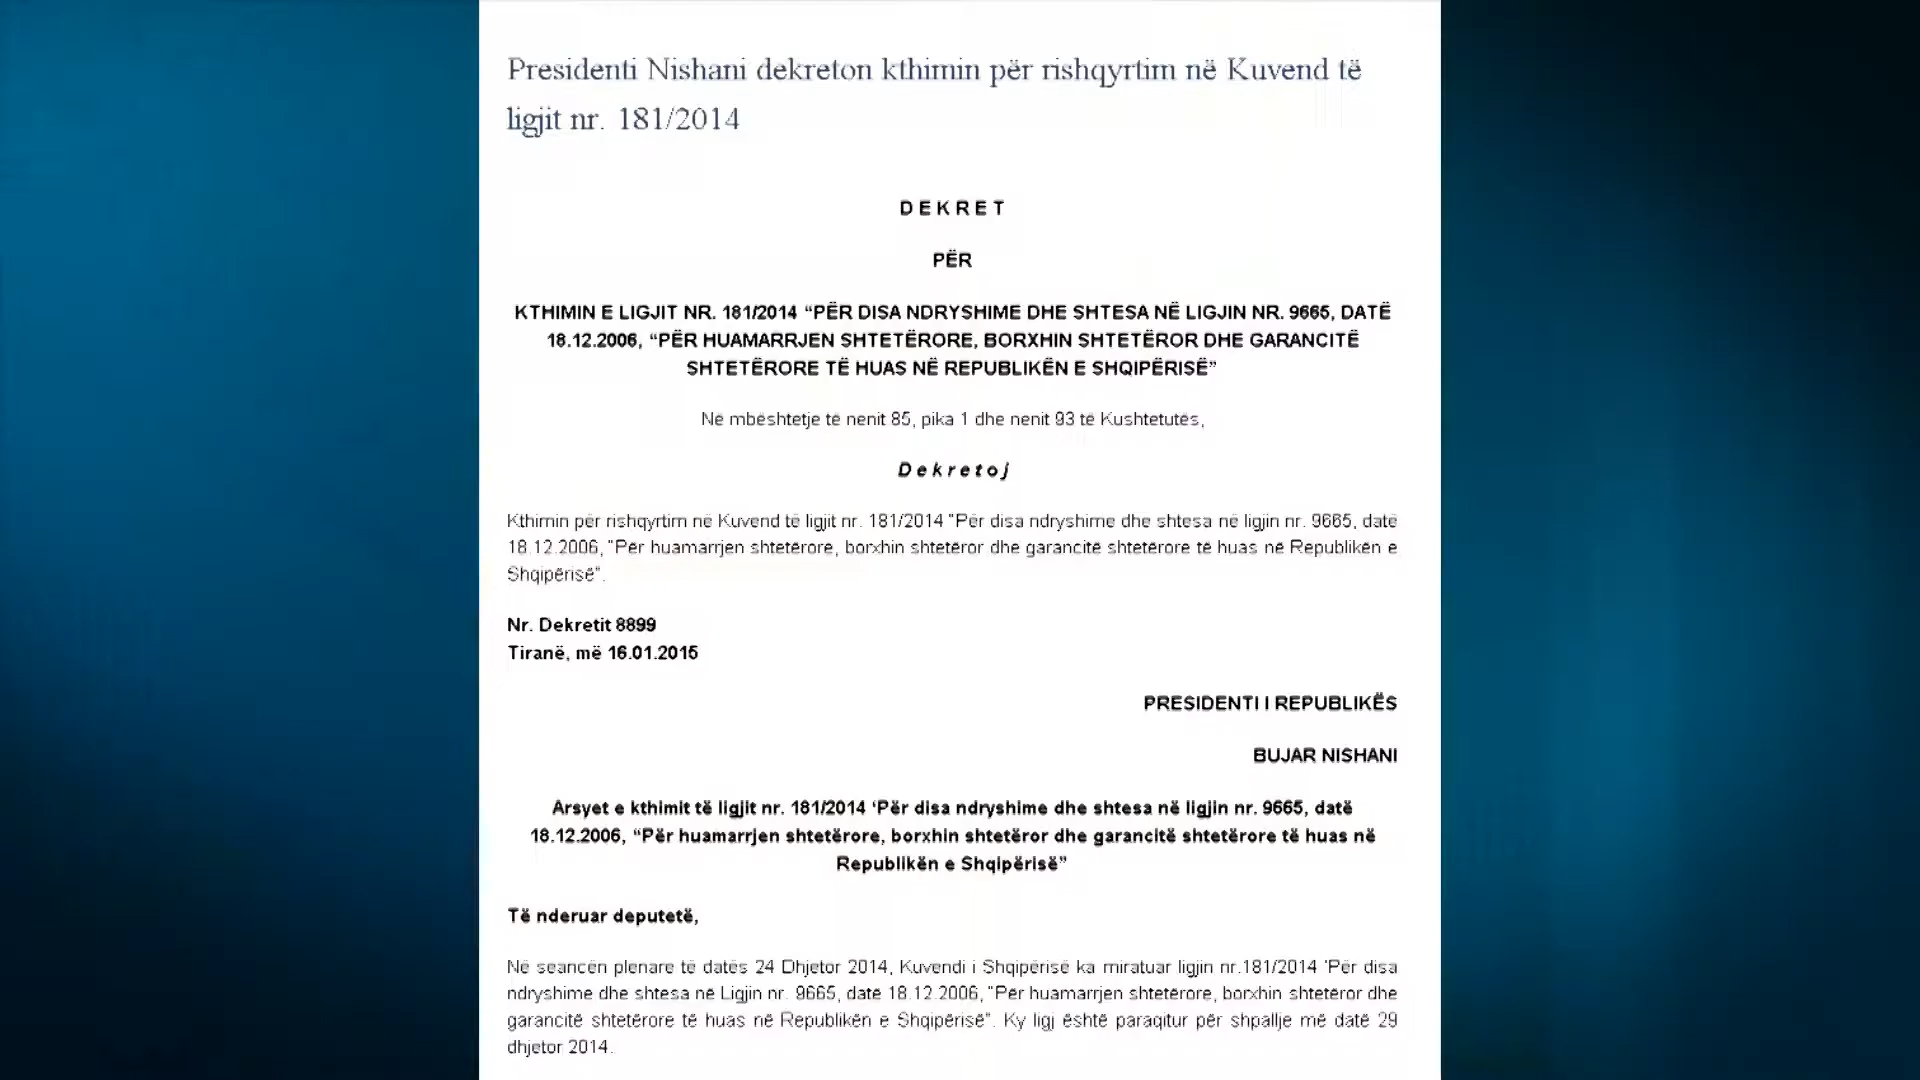 Presidenti Nishani dekreton kthimin për rishqyrtim në Kuvend të
ligjit nr. 181/2014
DEKRET
PËR
KTHIMIN E LIGJIT NR. 181/2014 “PËR DISA NDRYSHIME DHE SHTESA NË LIGJIN NR. 9665, DATË
18.12.2006, “PËR HUAMARRJEN SHTETËRORE, BORXHIN SHTETËROR DHE GARANCITË
SHTETËRORE TË HUAS NË REPUBLIKËN E SHQIPËRISË”
Në mbështetje të nenit 85, pika 1 dhe nenit 93 të Kushtetutës,
Dekretoj
Kthimin për rishqyrtim në Kuvend të ligjit nr. 181/2014 "Për disa ndryshime dhe shtesa në ligjin nr. 9665, datë
18.12.2006, "Për huamarrjen shtetërore, borxhin shtetëror dhe garancitë shtetërore të huas në Republikën e
Shqipërisë".
Nr. Dekretit 8899
Tiranë, më 16.01.2015
PRESIDENTI I REPUBLIKËS
BUJAR NISHANI
Arsyet e kthimit të ligjit nr. 181/2014 ‘Për disa ndryshime dhe shtesa në ligjin nr. 9665, datë
18.12.2006, “Për huamarrjen shtetërore, borxhin shtetëror dhe garancitë shtetërore të huas në
Republikën e Shqipërisë”
Të nderuar deputetë,
Në seancën plenare të datës 24 Dhjetor 2014, Kuvendi i Shqipërisë ka miratuar ligjin nr.181/2014 'Për disa
ndryshime dhe shtesa në Ligjin nr. 9665, datë 18.12.2006, "Për huamarrjen shtetërore, borxhin shtetëror dhe
garancitë shtetërore të huas në Republikën e Shqipërisë". Ky ligj është paraqitur për shpallje më datë 29
dhjetor 2014.